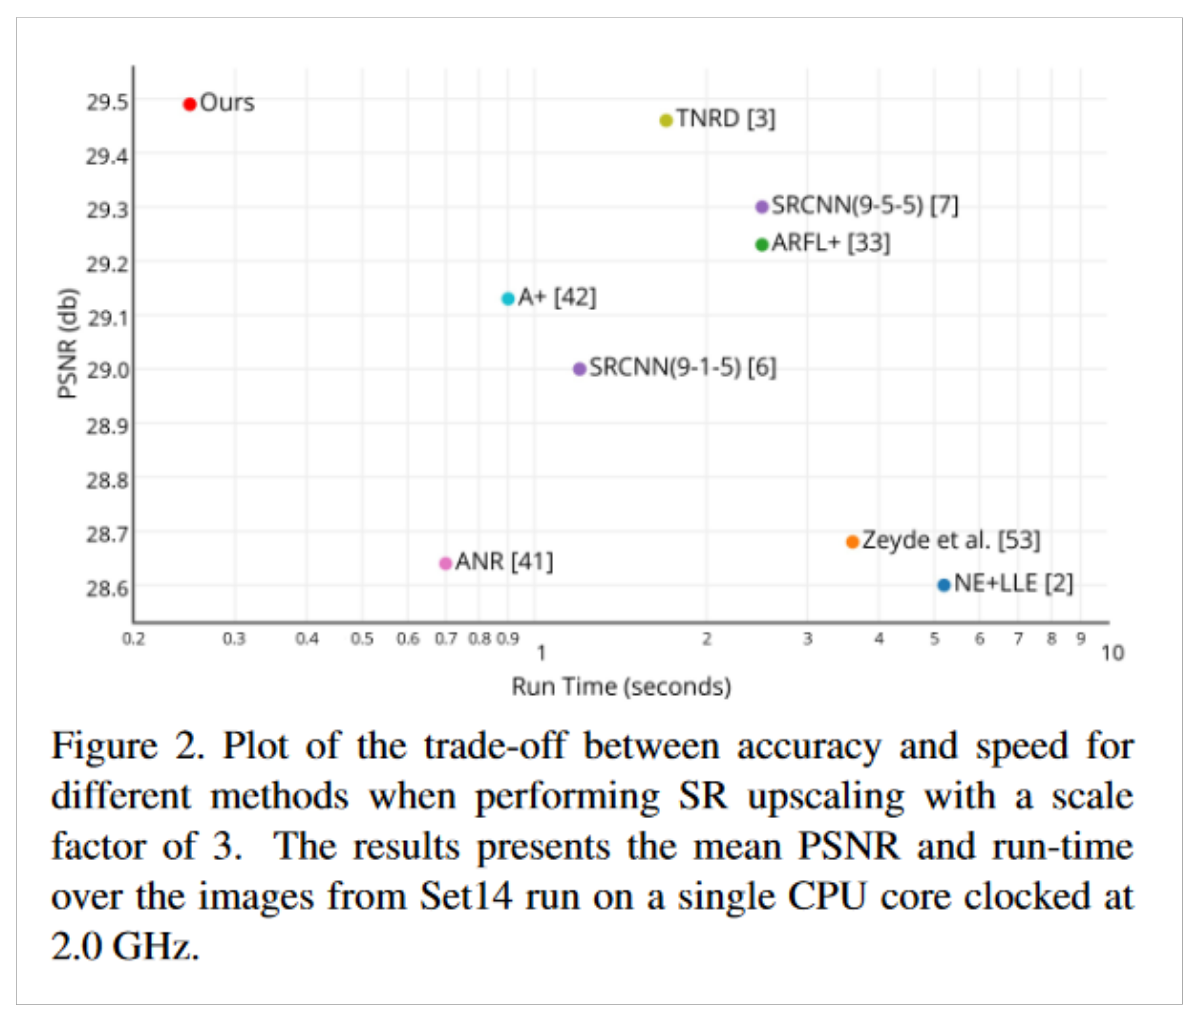 29.5
Ours
TNRD [3]
29.4
29.3
SRCNN(9-5-5) [7]
ARFL+ [33]
29.2
A+ [42]
29.1
PSNR (db)
29.0
SRCNN(9-1-5) [6]
28.9
28.8
28.7
Zeyde et al. [53]
ANR [41]
28.6
NE+LLE [2]
0.2 0.3 0.4 0.5 0.6 0.7 0.8 0.9 1 2 3 4 5 6 7 8 9 10
Run Time (seconds)
Figure 2. Plot of the trade-off between accuracy and speed for
different methods when performing SR upscaling with a scale
factor of 3. The results presents the mean PSNR and run-time
over the images from Set14 run on a single CPU core clocked at
2.0 GHz.